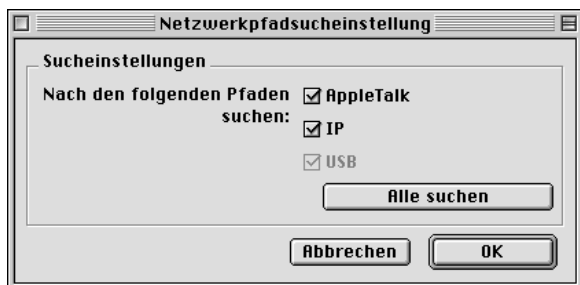 Netzwerkpfadsucheinstellung
Sucheinstellungen
Nach den folgenden Pfaden suchen:
AppleTalk
IP
USB
Alle suchen
Abbrechen
OK